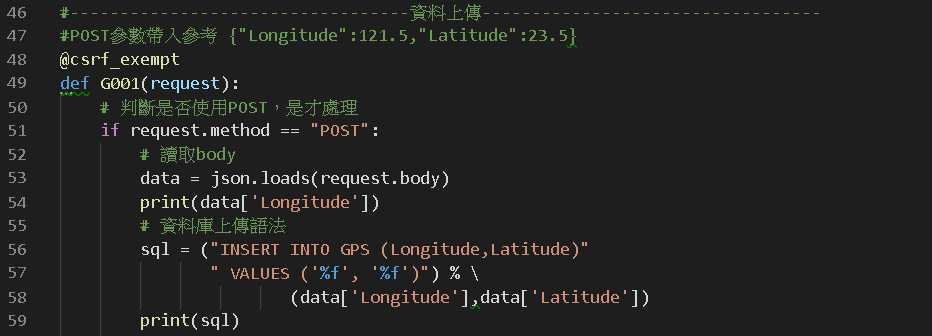 46 #----------------------------------資料上傳----------------------------------
47 #POST參數帶入參考 {"Longitude":121.5,"Latitude":23.5}
48 @csrf_exempt
49 def G001(request):
50     # 判斷是否使用POST，是才處理
51     if request.method == "POST":
52         # 讀取body
53         data = json.loads(request.body)
54         print(data['Longitude'])
55         # 資料庫上傳語法
56         sql = ("INSERT INTO GPS (Longitude,Latitude)"
57                " VALUES ('%f', '%f')") % \
58                        (data['Longitude'],data['Latitude'])
59         print(sql)